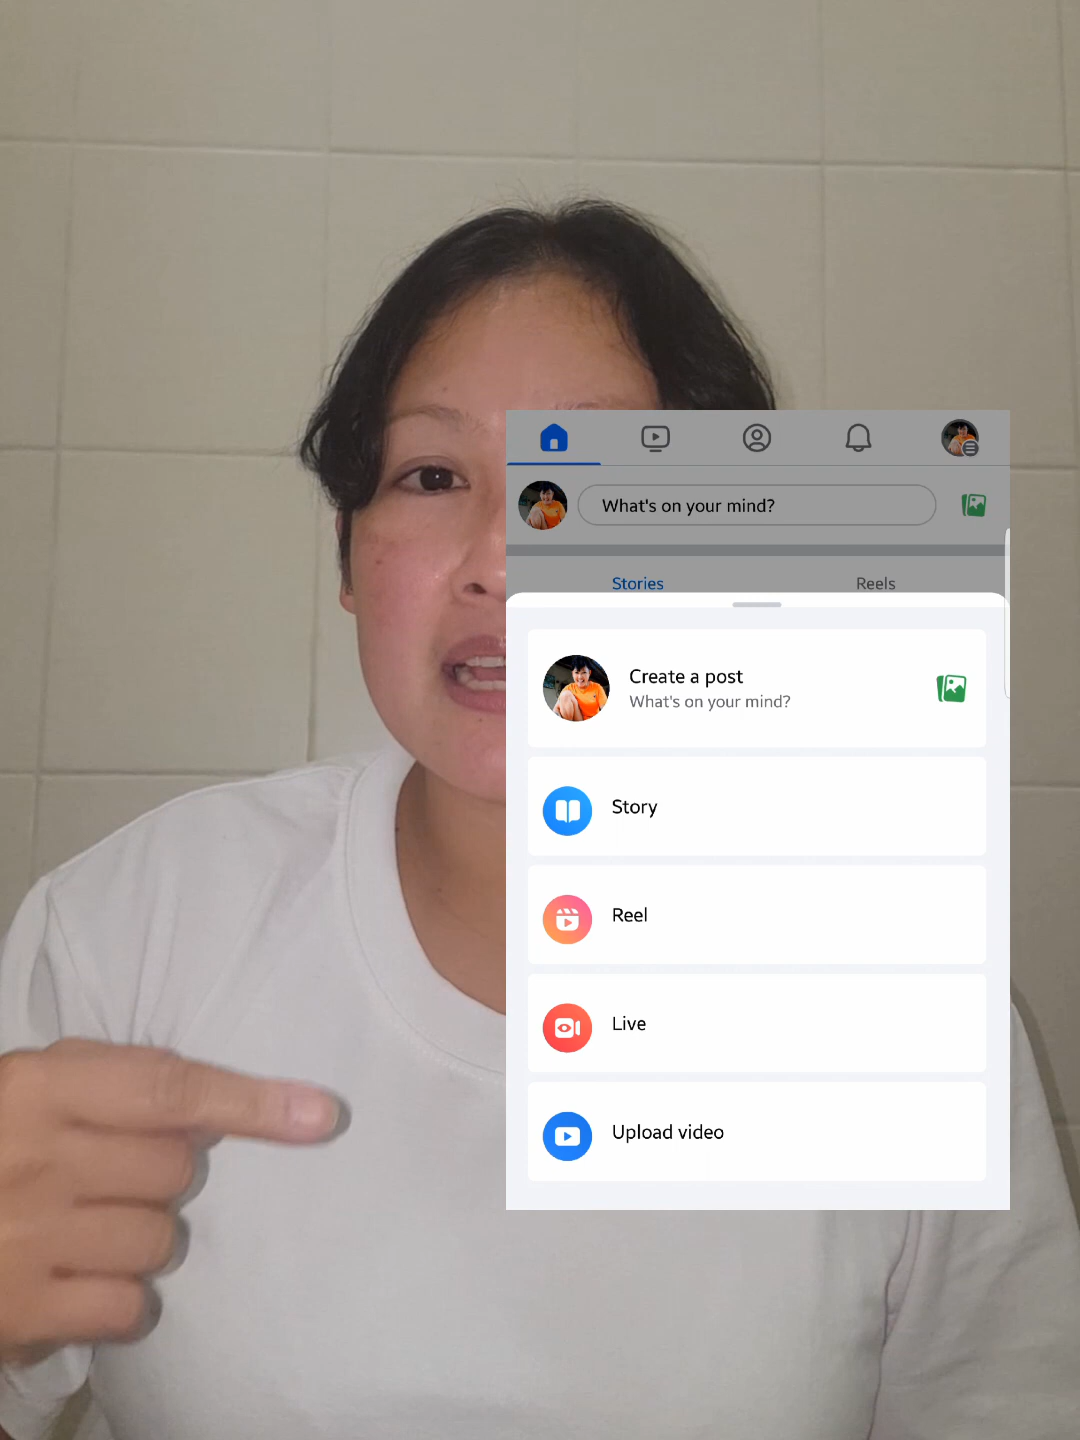 What's on your mind?
Stories
Reels
Create a post
What's on your mind?
Story
Reel
Live
Upload video